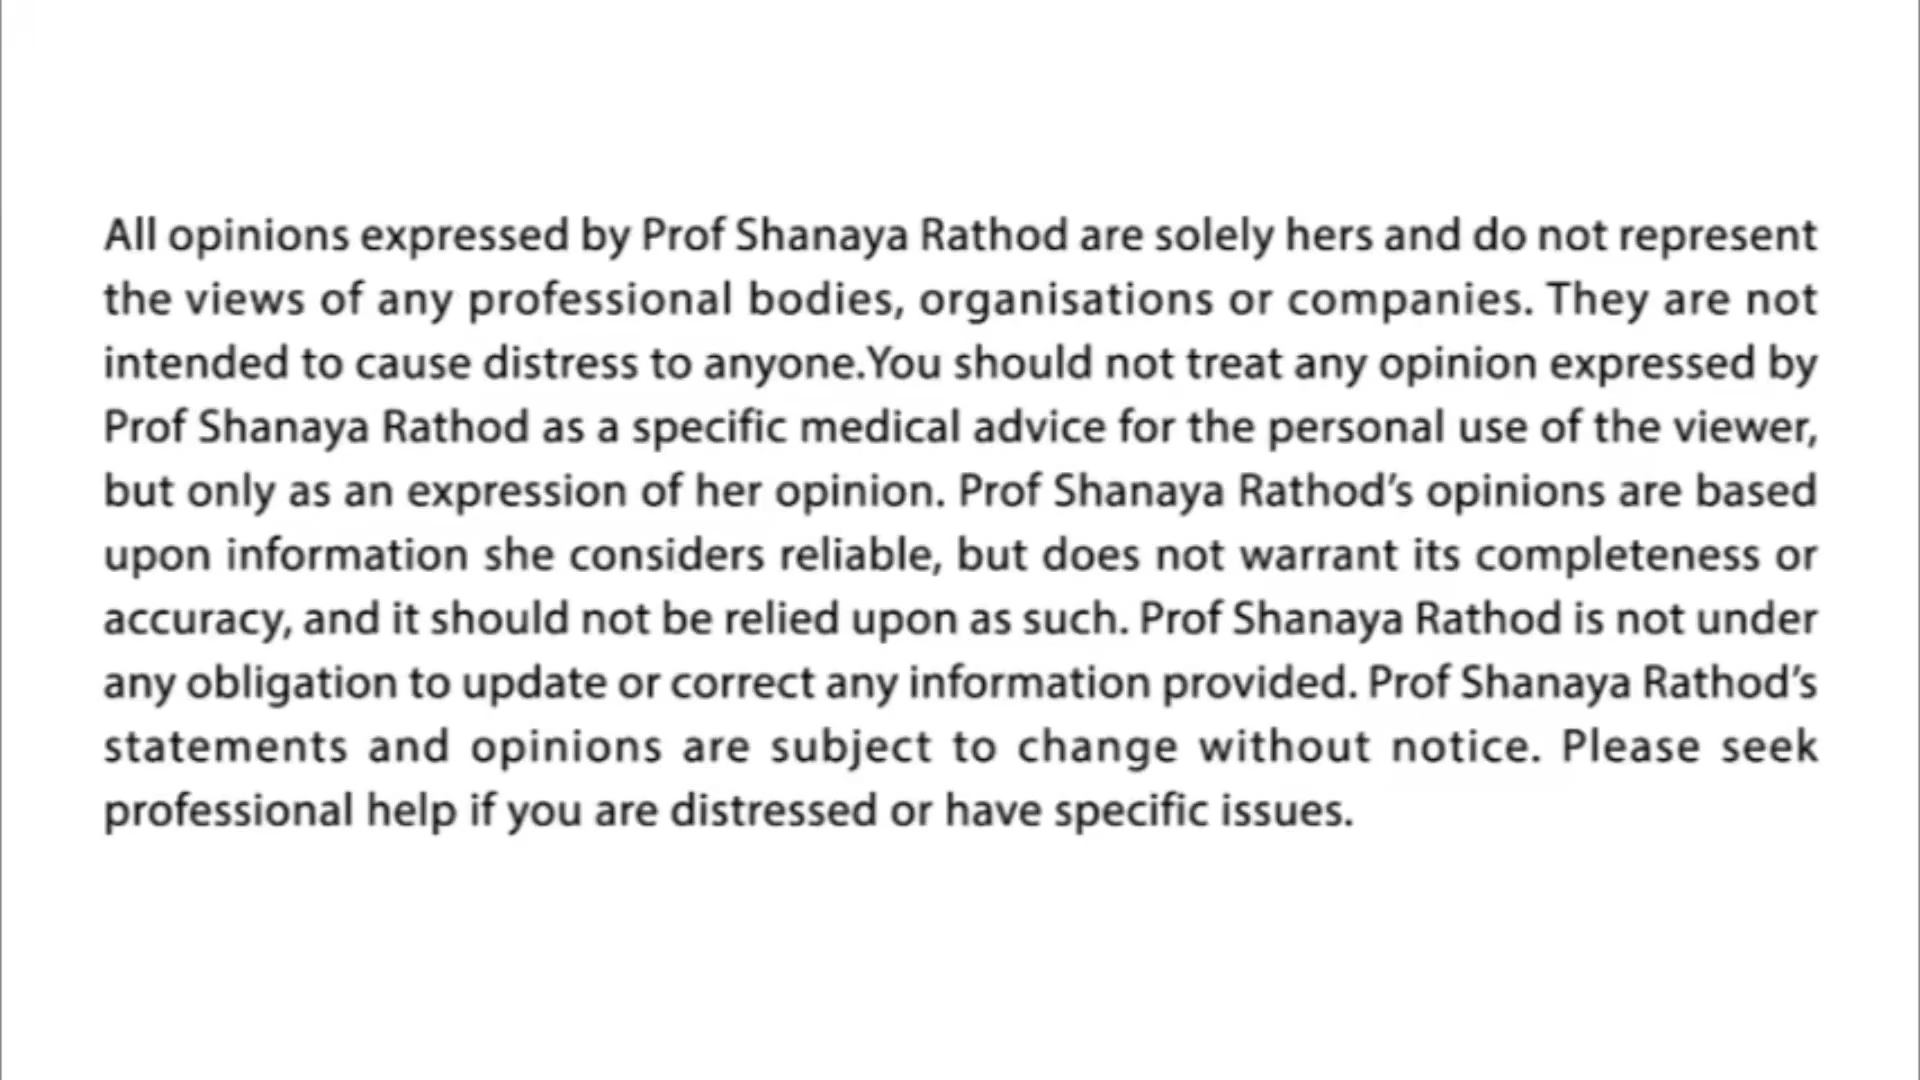 All opinions expressed by Prof Shanaya Rathod are solely hers and do not represent
the views of any professional bodies, organisations or companies. They are not
intended to cause distress to anyone.You should not treat any opinion expressed by
Prof Shanaya Rathod as a specific medical advice for the personal use of the viewer,
but only as an expression of her opinion. Prof Shanaya Rathod’s opinions are based
upon information she considers reliable, but does not warrant its completeness or
accuracy, and it should not be relied upon as such. Prof Shanaya Rathod is not under
any obligation to update or correct any information provided. Prof Shanaya Rathod’s
statements and opinions are subject to change without notice. Please seek
professional help if you are distressed or have specific issues.